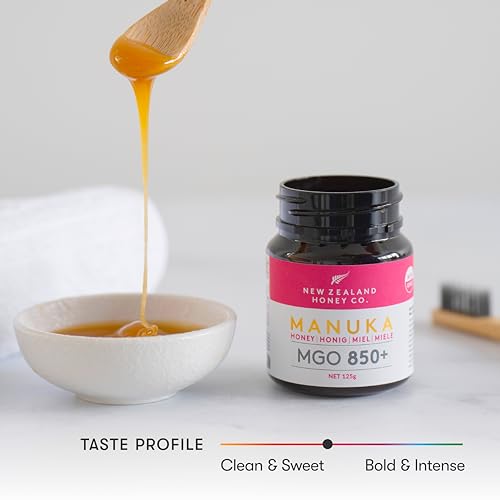 NEW ZEALAND
HONEY CO.
MANUKA
HONEY | HONIG | MIEL | MIELE
MGO 850+
NET 125g
TASTE PROFILE
Clean & Sweet
Bold & Intense